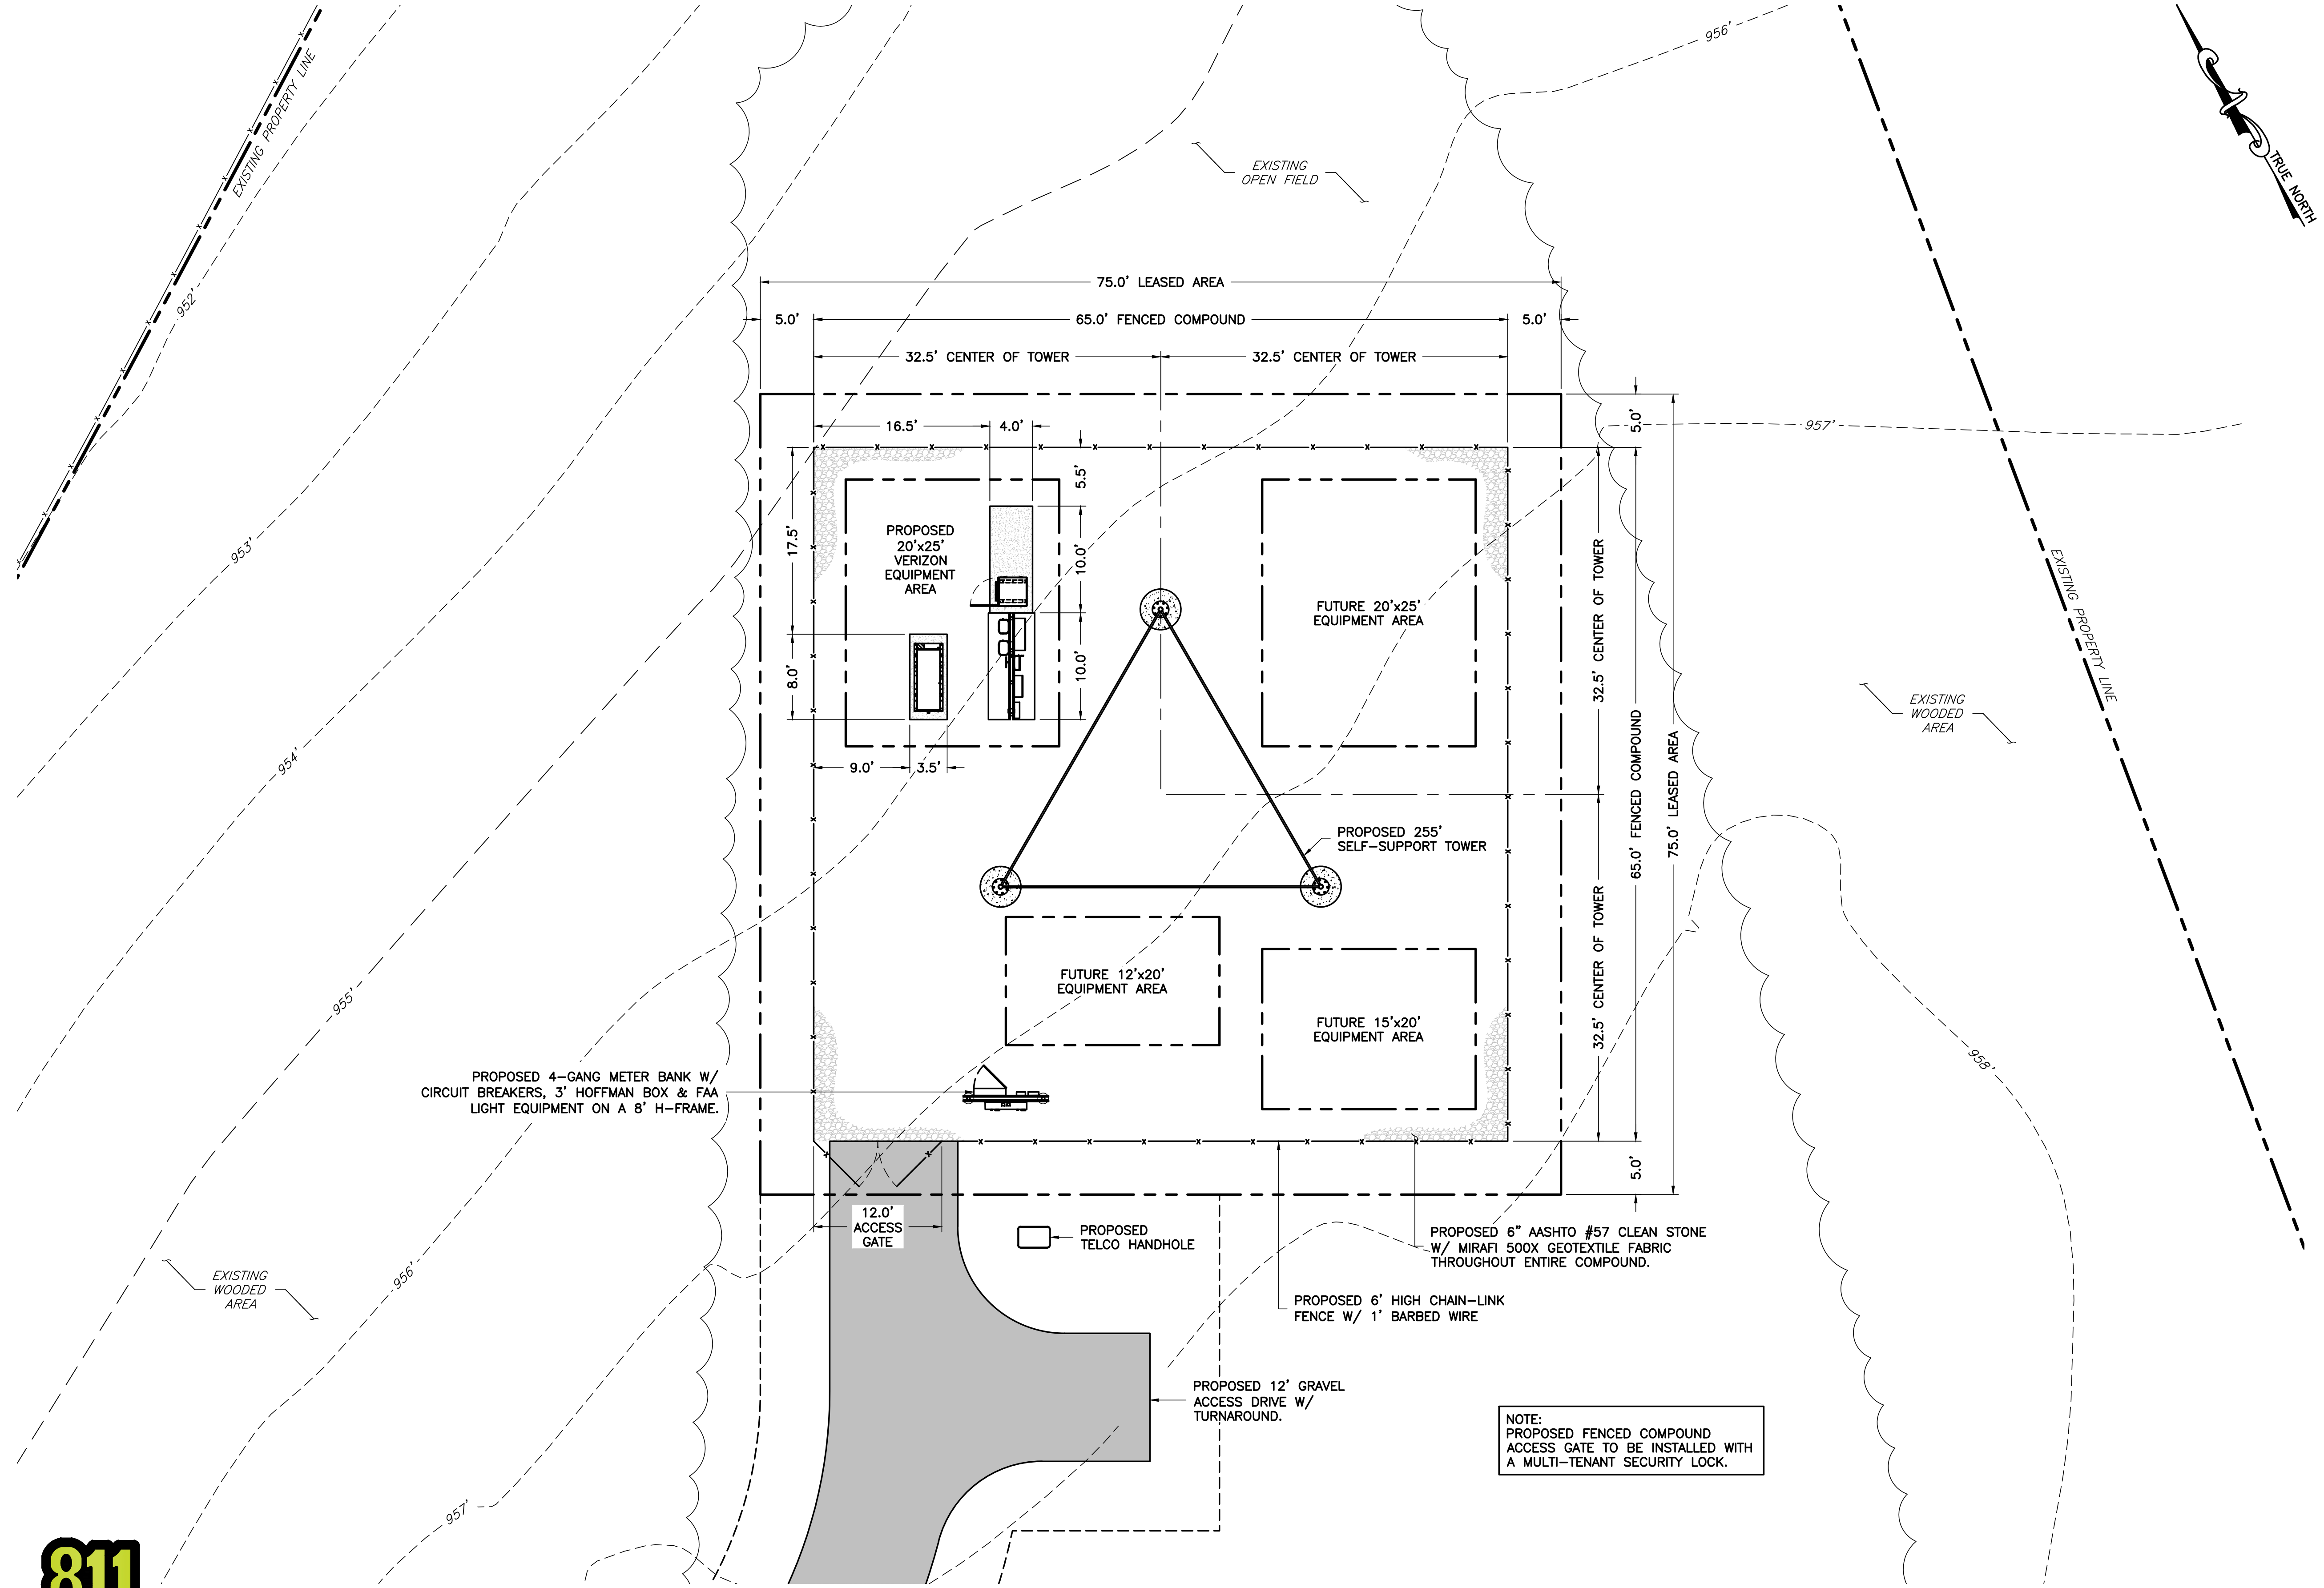 956'
TRUE NORTH
EXISTING PROPERTY LINE
EXISTING
OPEN FIELD
952'
75.0' LEASED AREA
5.0'
65.0' FENCED COMPOUND
5.0'
32.5' CENTER OF TOWER
32.5' CENTER OF TOWER
5.0'
957'
16.5'
4.0'
5.5'
17.5'
PROPOSED
20'x25'
VERIZON
EQUIPMENT
AREA
10.0'
953'
FUTURE 20'x25'
EQUIPMENT AREA
32.5' CENTER OF TOWER
EXISTING PROPERTY LINE
8.0'
10.0'
EXISTING
WOODED
AREA
954'
9.0'
3.5'
65.0' FENCED COMPOUND
75.0' LEASED AREA
PROPOSED 255'
SELF-SUPPORT TOWER
32.5' CENTER OF TOWER
955'
FUTURE 12'x20'
EQUIPMENT AREA
FUTURE 15'x20'
EQUIPMENT AREA
958'
PROPOSED 4-GANG METER BANK W/
CIRCUIT BREAKERS, 3' HOFFMAN BOX & FAA
LIGHT EQUIPMENT ON A 8' H-FRAME.
5.0'
12.0'
ACCESS
GATE
PROPOSED
TELCO HANDHOLE
PROPOSED 6" AASHTO #57 CLEAN STONE
W/ MIRAFI 500X GEOTEXTILE FABRIC
THROUGHOUT ENTIRE COMPOUND.
EXISTING
WOODED
AREA
956'
PROPOSED 6' HIGH CHAIN-LINK
FENCE W/ 1' BARBED WIRE
PROPOSED 12' GRAVEL
ACCESS DRIVE W/
TURNAROUND.
NOTE:
PROPOSED FENCED COMPOUND
ACCESS GATE TO BE INSTALLED WITH
A MULTI-TENANT SECURITY LOCK.
957'
811